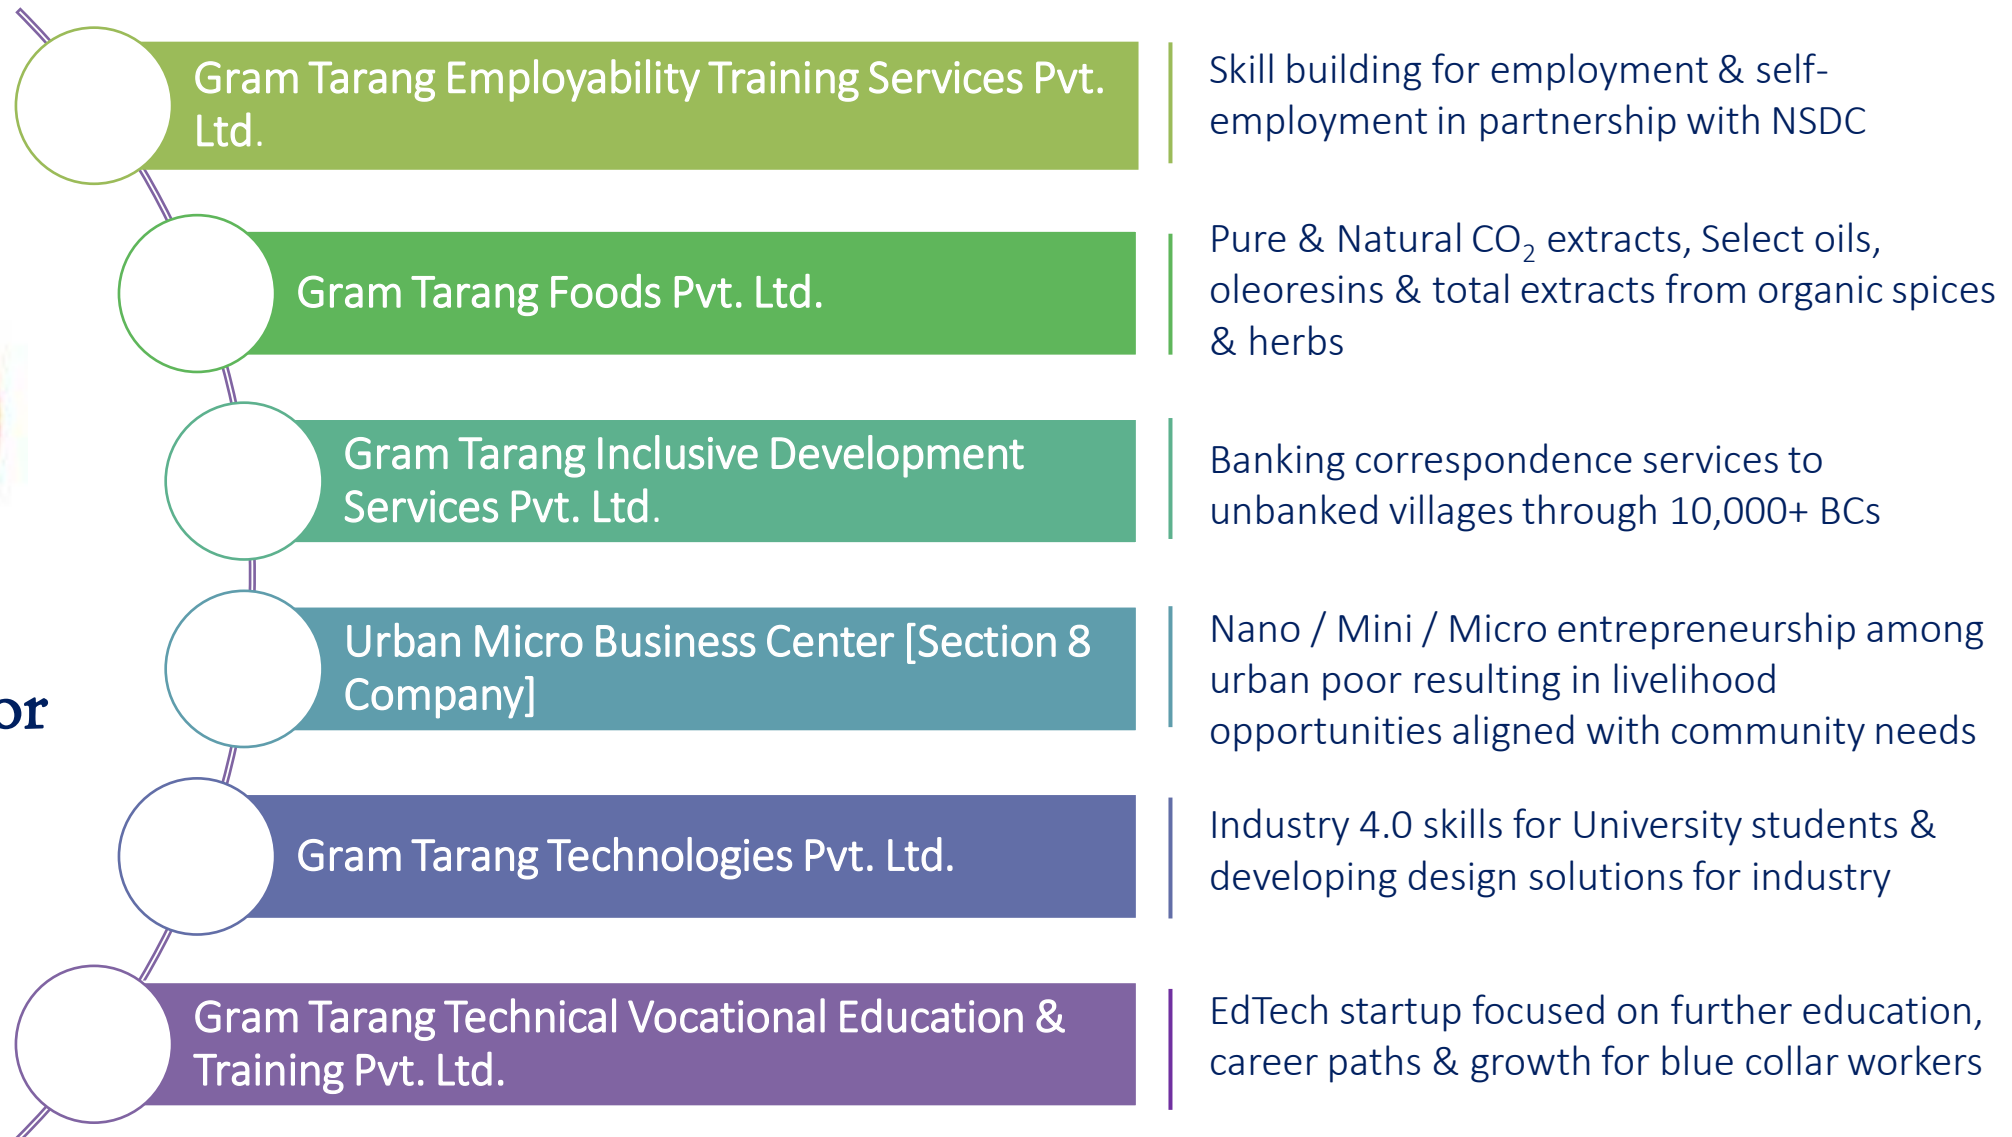 Gram Tarang Employability Training Services Pvt.
Ltd.
Skill building for employment & self-
employment in partnership with NSDC
Gram Tarang Foods Pvt. Ltd.
Pure & Natural CO₂ extracts, Select oils,
oleoresins & total extracts from organic spices
& herbs
Gram Tarang Inclusive Development
Services Pvt. Ltd.
Banking correspondence services to
unbanked villages through 10,000+ BCs
Urban Micro Business Center [Section 8
Company]
Nano / Mini / Micro entrepreneurship among
urban poor resulting in livelihood
opportunities aligned with community needs
or
Gram Tarang Technologies Pvt. Ltd.
Industry 4.0 skills for University students &
developing design solutions for industry
Gram Tarang Technical Vocational Education &
Training Pvt. Ltd.
EdTech startup focused on further education,
career paths & growth for blue collar workers